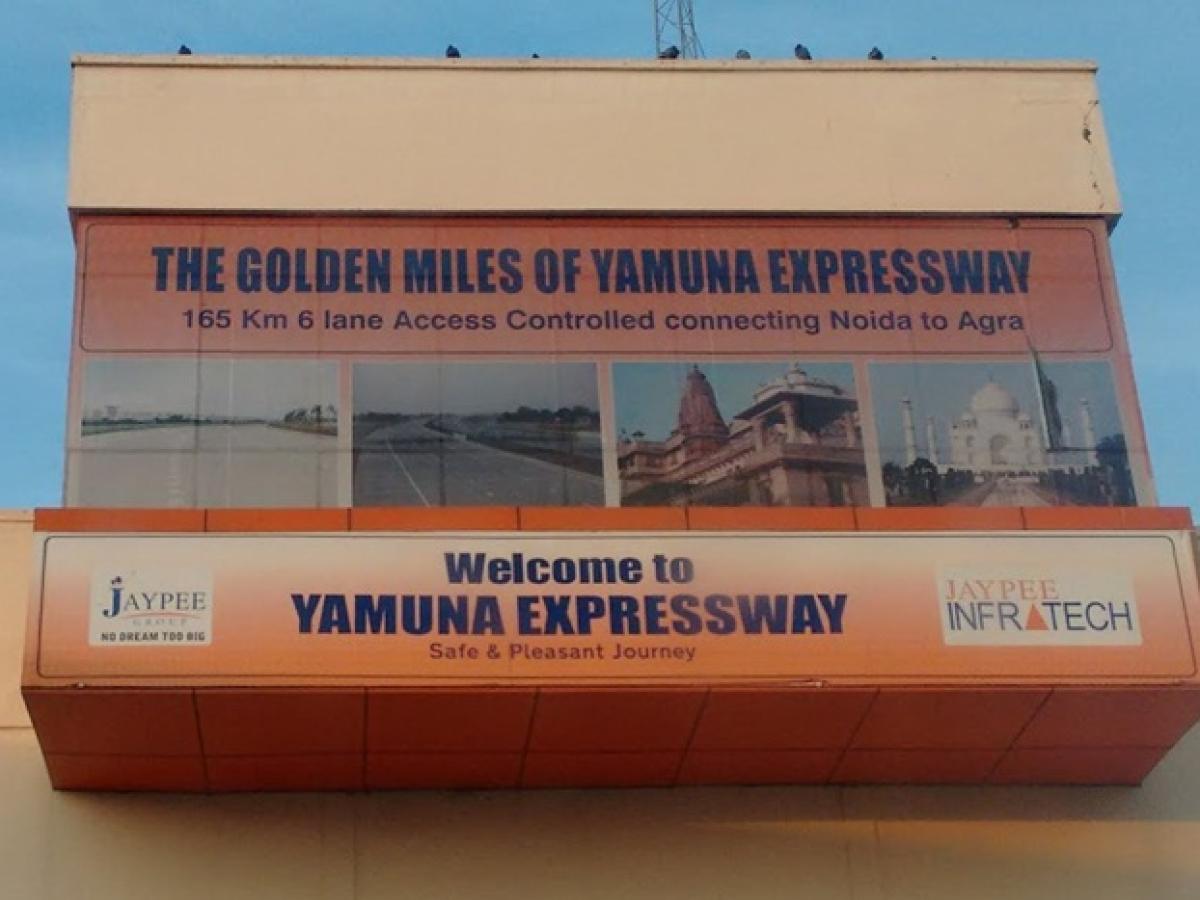 THE GOLDEN MILES OF YAMUNA EXPRESSWAY
165 Km 6 lane Access Controlled connecting Noida to Agra
Welcome to
YAMUNA EXPRESSWAY
Safe & Pleasant Journey
JAYPEE
GROUP
NO DREAM TOO BIG
JAYPEE
INFRATECH